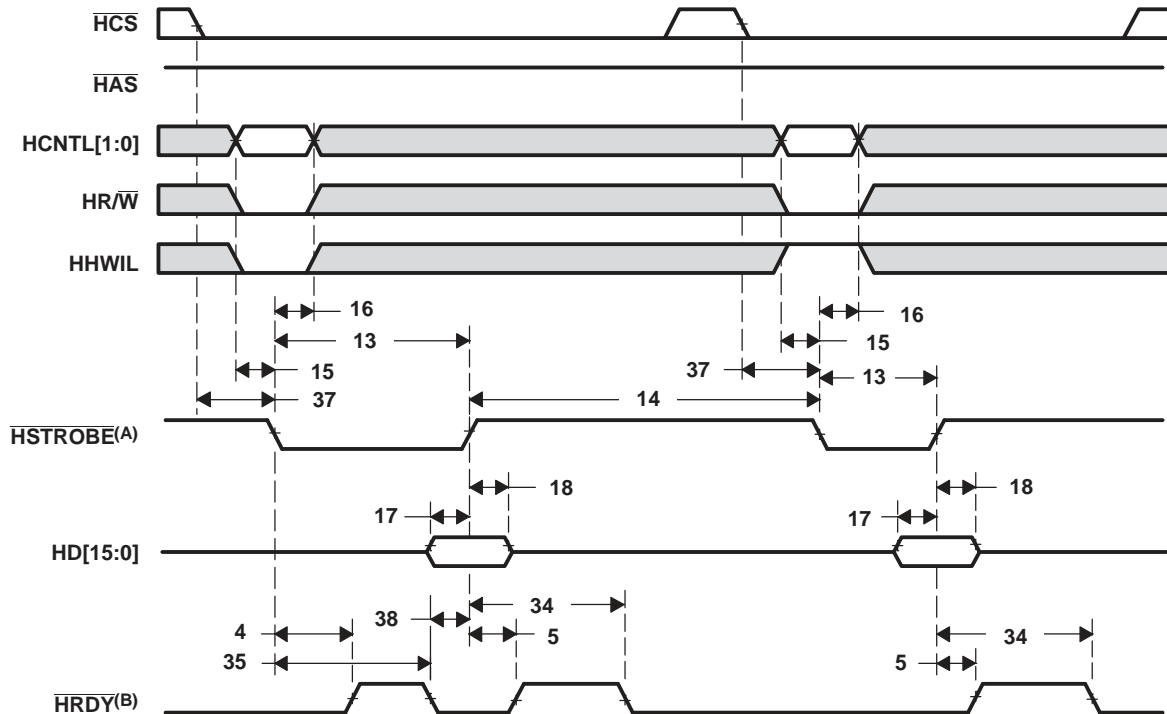 HCS
HAS
HCNTL[1:0]
HR/W
HHWIL
16
16
13
15
15
37
13
37
14
HSTROBE(A)
18
18
17
17
HD[15:0]
34
38
4
5
34
35
5
HRDY(B)